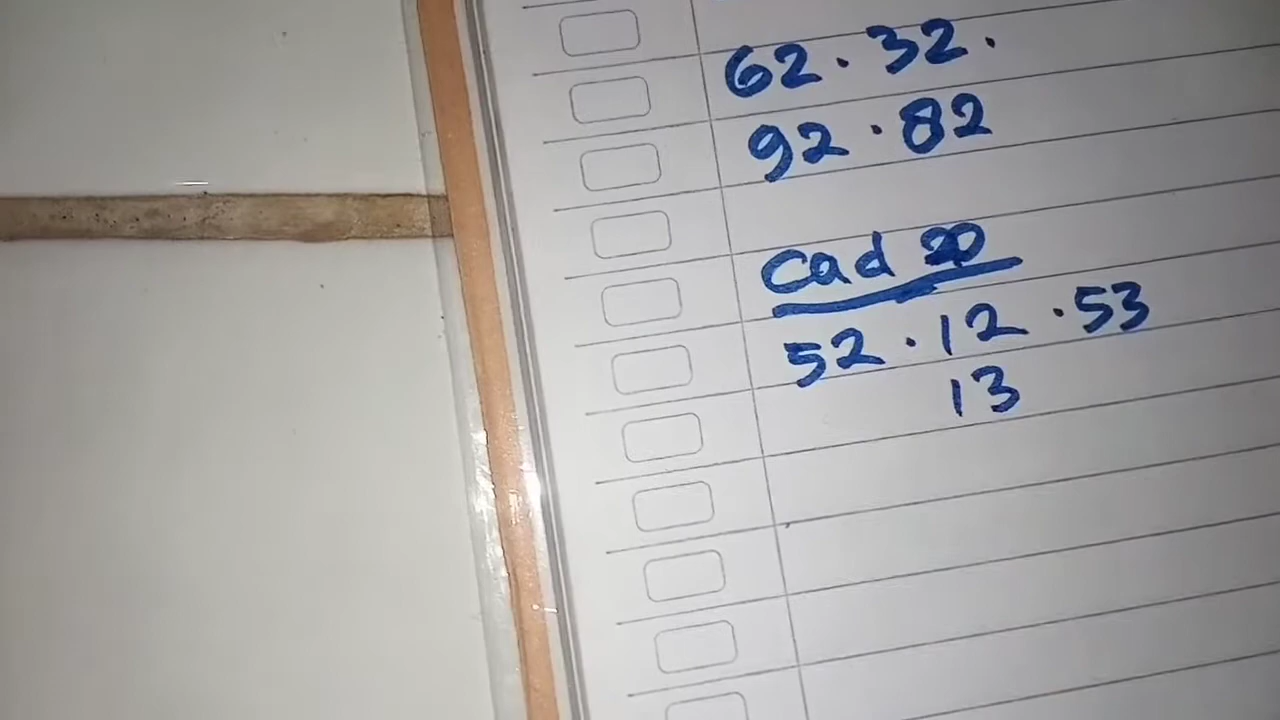 62 . 32 .
92 . 82
Cad 20
52 . 12 . 53
13